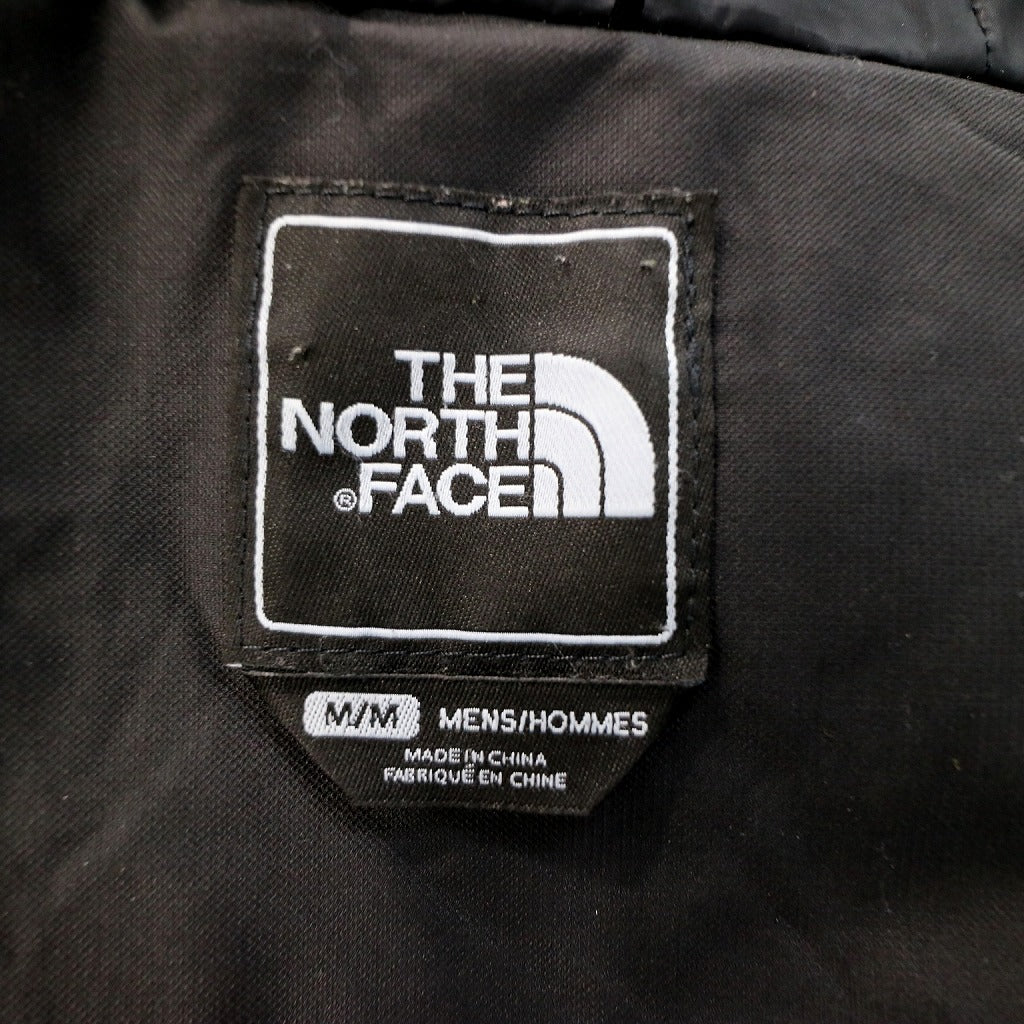 THE
NORTH
®FACE
M/M MENS/HOMMES
MADE IN CHINA
FABRIQUÉ EN CHINE